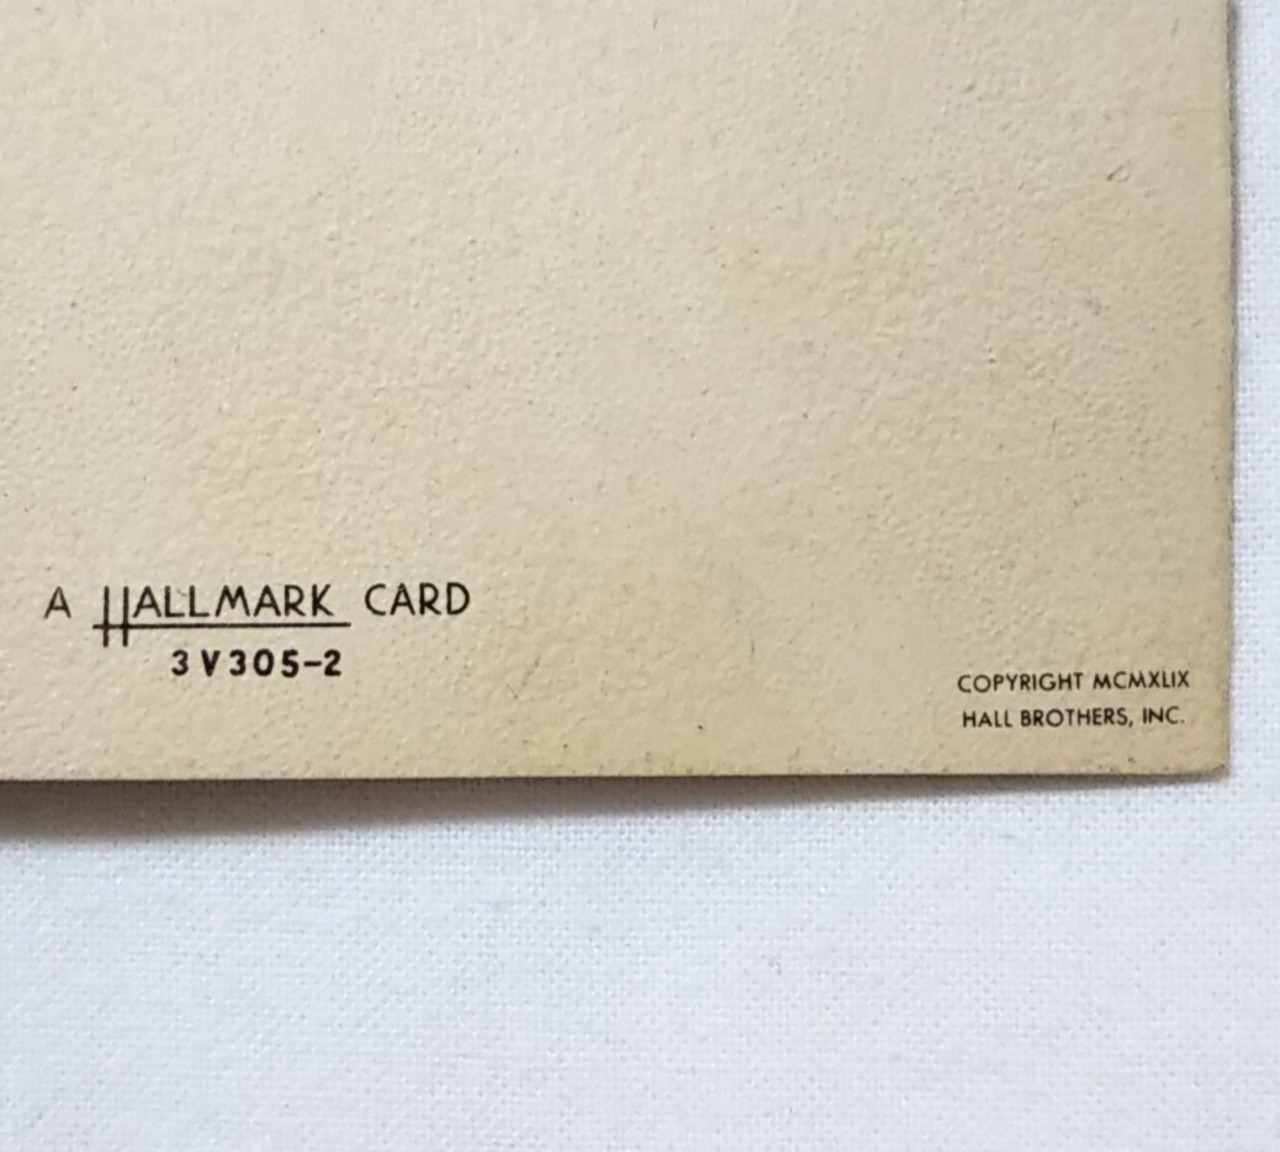 A HALLMARK CARD
3V305-2
COPYRIGHT MCMXLIX
HALL BROTHERS, INC.